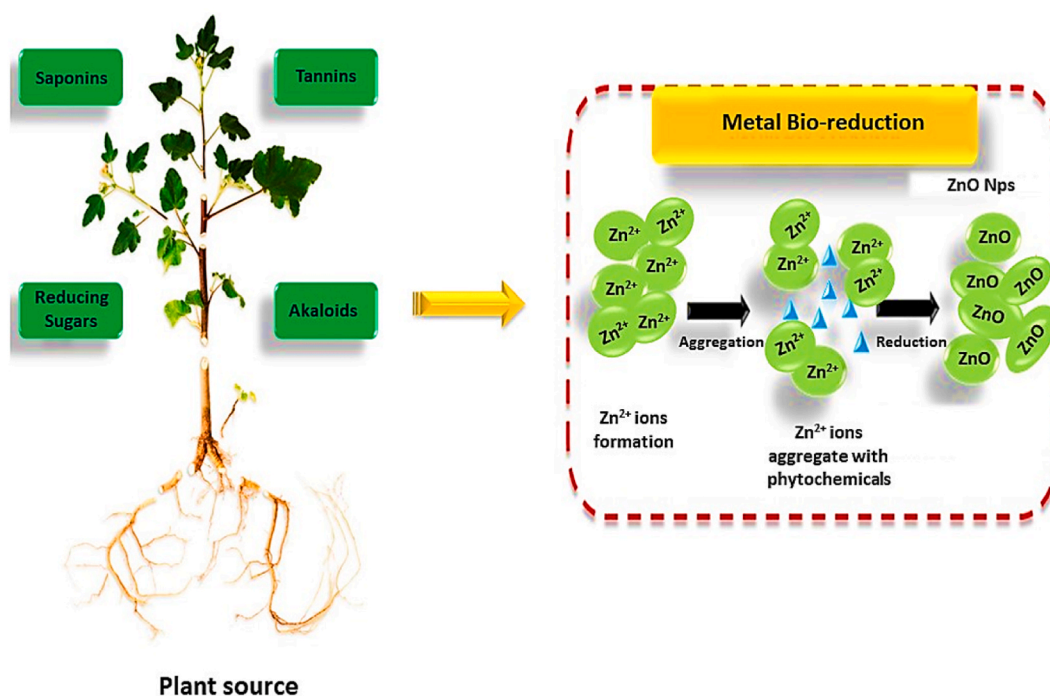 Saponins
Tannins
Reducing
Sugars
Akaloids
Plant source
Metal Bio-reduction
ZnO Nps
Zn²⁺
Zn²⁺
Zn²⁺
Zn²⁺
Zn²⁺
Zn²⁺
Aggregation
Zn²⁺
Zn²⁺
Zn²⁺
Zn²⁺
Zn²⁺
Zn²⁺
Reduction
ZnO
ZnO
ZnO
ZnO
ZnO
ZnO
Zn²⁺ ions
formation
Zn²⁺ ions
aggregate with
phytochemicals